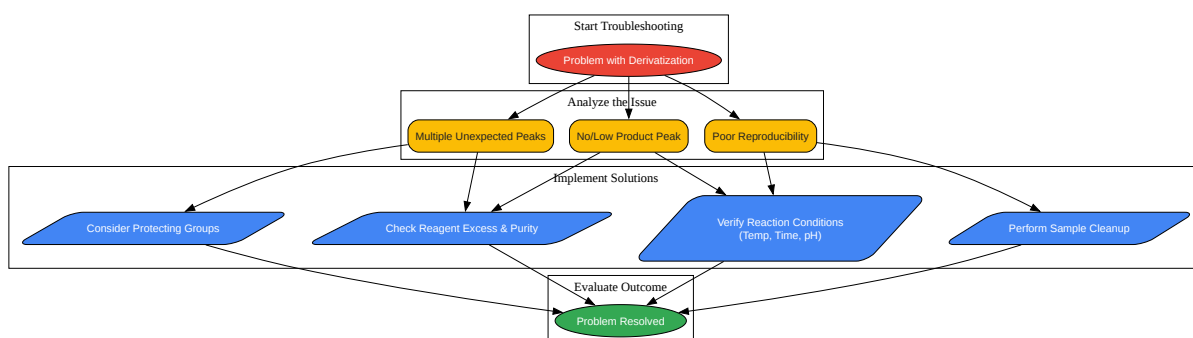 Start Troubleshooting
Problem with Derivatization
Analyze the Issue
Multiple Unexpected Peaks
No/Low Product Peak
Poor Reproducibility
Implement Solutions
Consider Protecting Groups
Check Reagent Excess & Purity
Verify Reaction Conditions
(Temp, Time, pH)
Perform Sample Cleanup
Evaluate Outcome
Problem Resolved